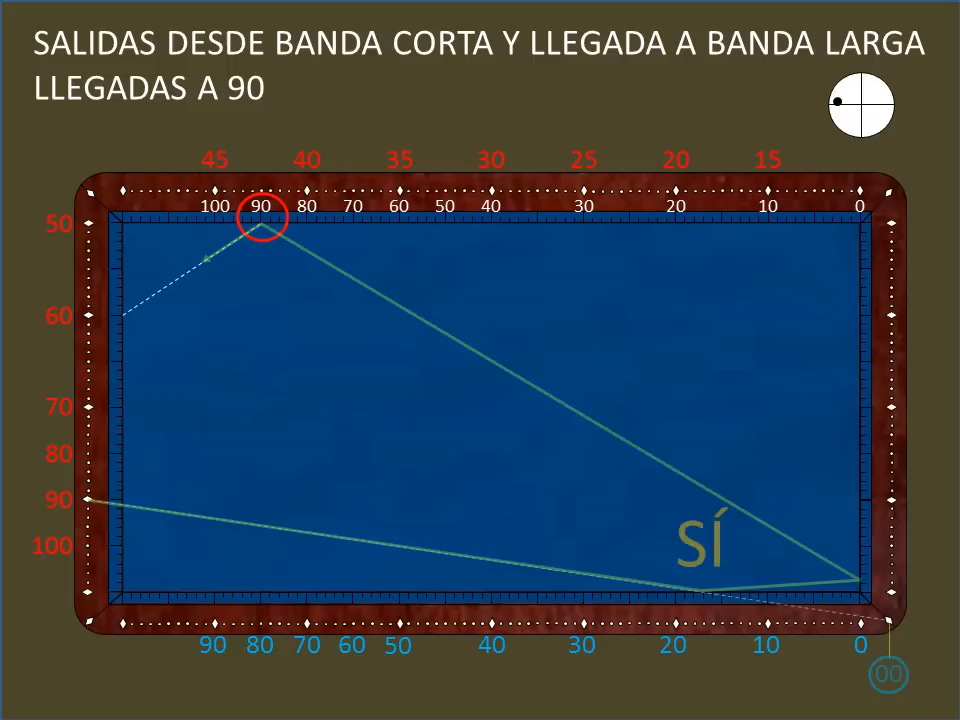 SALIDAS DESDE BANDA CORTA Y LLEGADA A BANDA LARGA
LLEGADAS A 90
45 40 35 30 25 20 15
100 90 80 70 60 50 40 30 20 10 0
50
60
70
80
90
100
SÍ
90 80 70 60 50 40 30 20 10 0
00